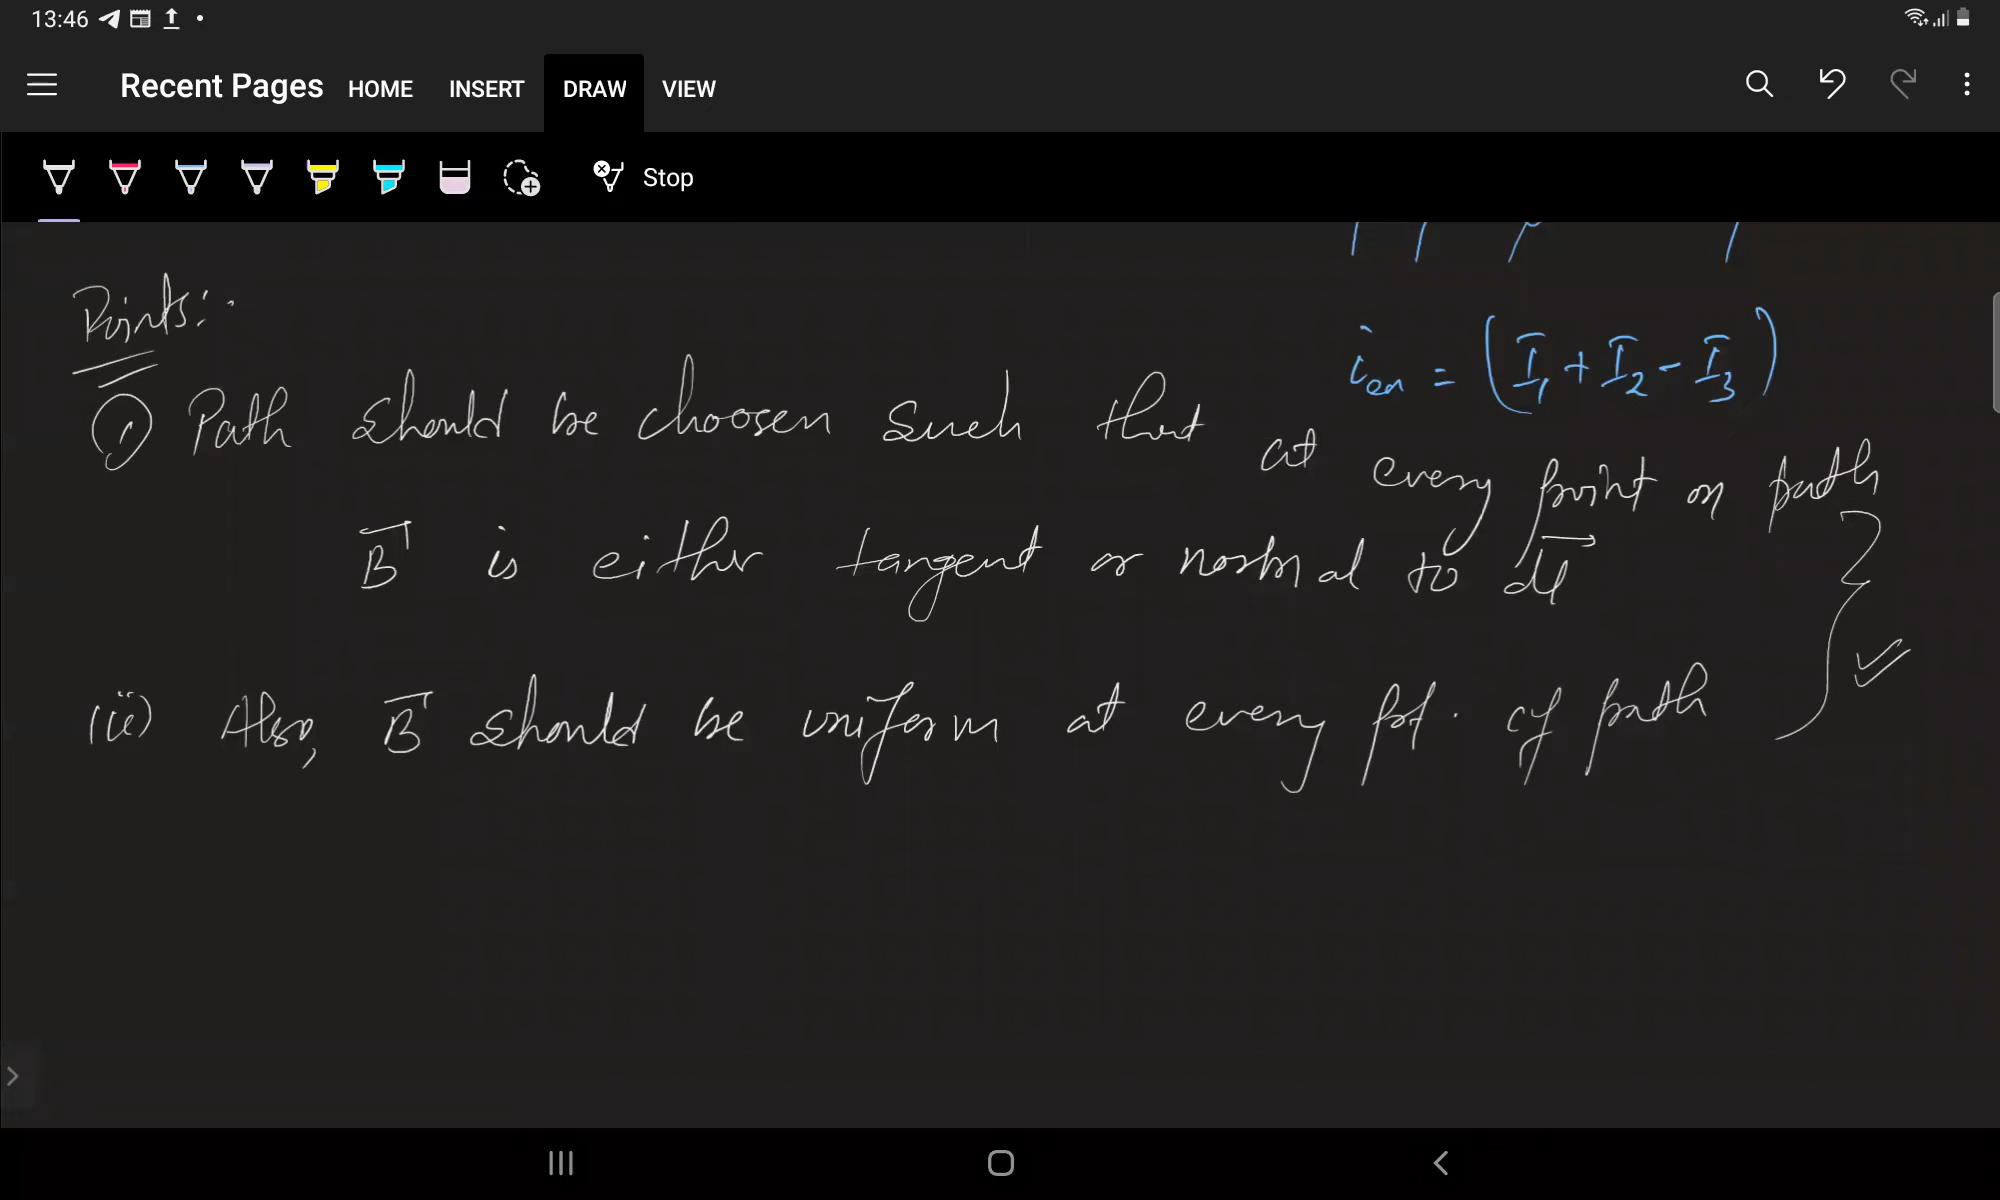 13:46
Recent Pages HOME INSERT DRAW VIEW
Stop
Points:-
i_en = (I₁ + I₂ - I₃)
(i) Path should be choosen such that at every point on path
B⃗ is either tangent or normal to dl⃗
(ii) Also, B⃗ should be uniform at every pt. of path